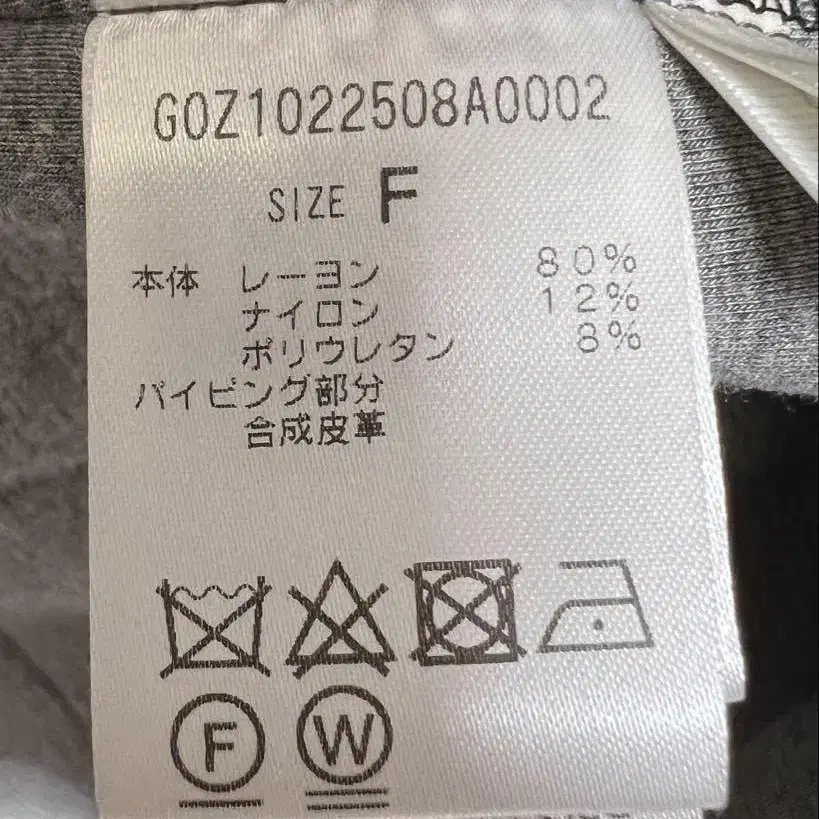 G0Z1022508A0002
SIZE F
本体 レーヨン 80%
ナイロン 12%
ポリウレタン 8%
パイピング部分
合成皮革
F
W